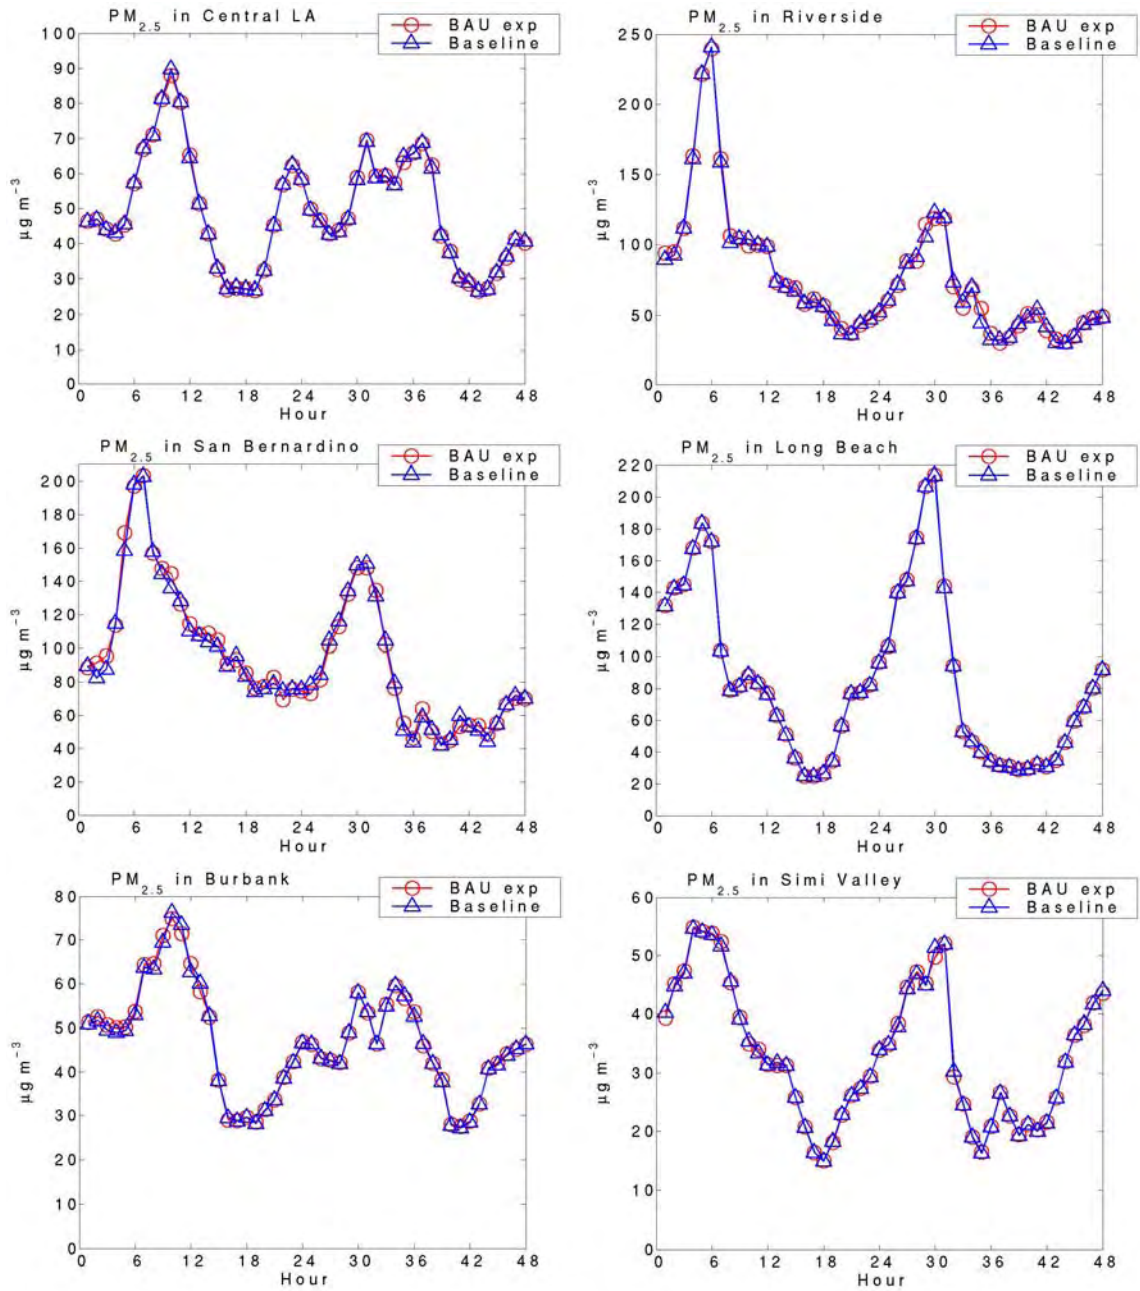 PM2.5 in Central LA
BAU exp
Baseline
100
90
80
70
60
50
40
30
20
10
0
µg m−3
0 6 12 18 24 30 36 42 48
Hour
PM2.5 in Riverside
BAU exp
Baseline
250
200
150
100
50
0
µg m−3
0 6 12 18 24 30 36 42 48
Hour
PM2.5 in San Bernardino
BAU exp
Baseline
200
180
160
140
120
100
80
60
40
20
0
µg m−3
0 6 12 18 24 30 36 42 48
Hour
PM2.5 in Long Beach
BAU exp
Baseline
220
200
180
160
140
120
100
80
60
40
20
0
µg m−3
0 6 12 18 24 30 36 42 48
Hour
PM2.5 in Burbank
BAU exp
Baseline
80
70
60
50
40
30
20
10
0
µg m−3
0 6 12 18 24 30 36 42 48
Hour
PM2.5 in Simi Valley
BAU exp
Baseline
60
50
40
30
20
10
0
µg m−3
0 6 12 18 24 30 36 42 48
Hour